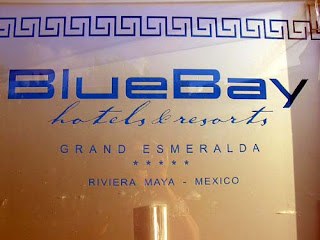 BlueBay
hotels & resorts
GRAND ESMERALDA
★★★★★
RIVIERA MAYA - MEXICO